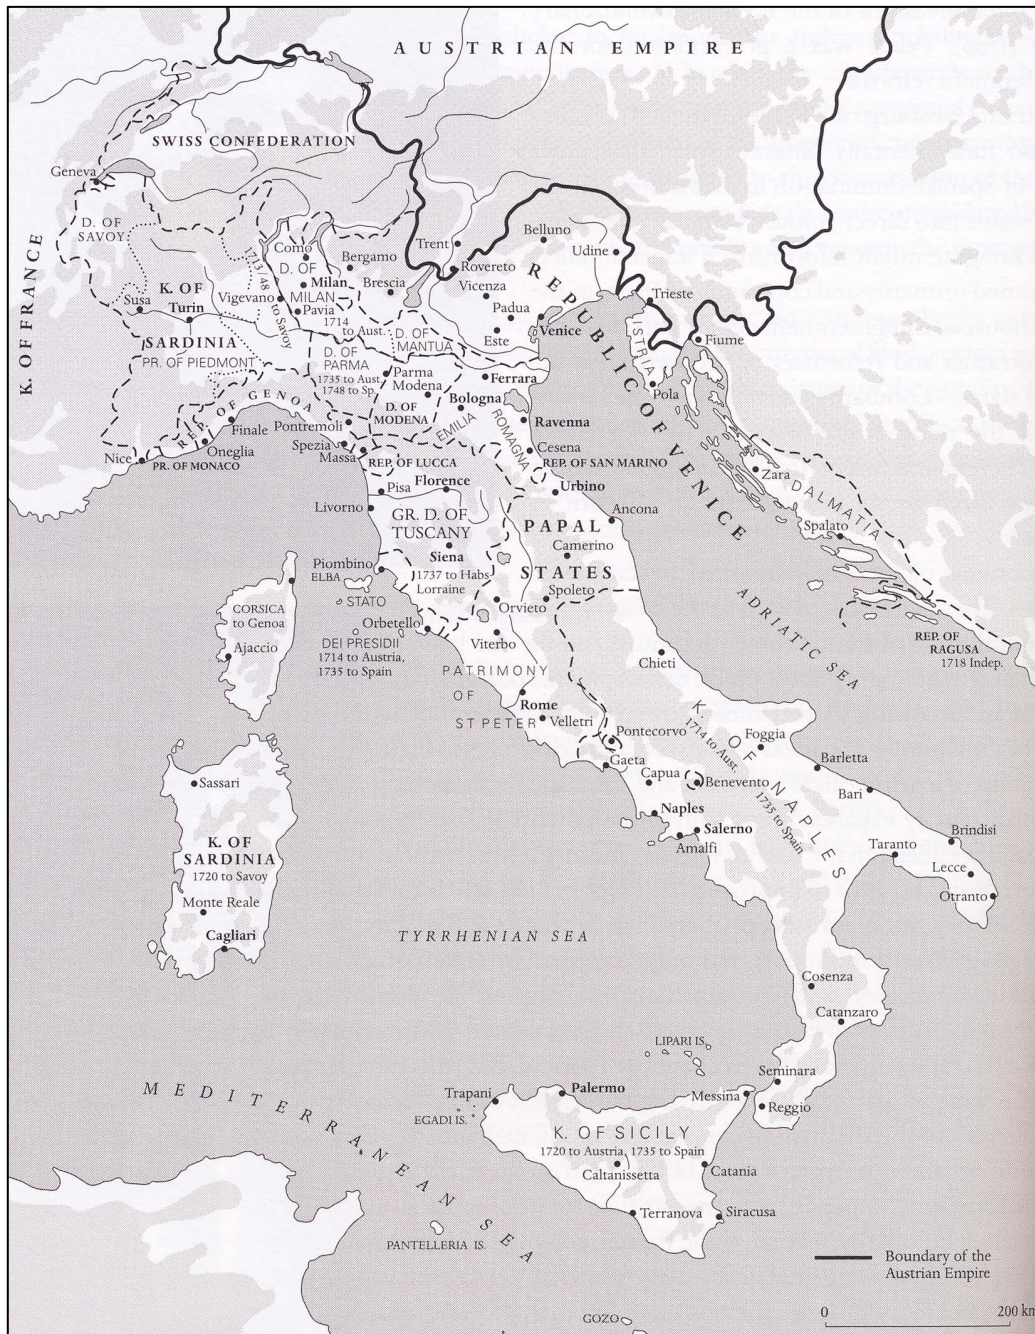 AUSTRIAN EMPIRE
SWISS CONFEDERATION
Geneva
D. OF
SAVOY
K. OF FRANCE
Susa
K. OF
Turin
SARDINIA
PR. OF PIEDMONT
Vigevano
1713/48
to Savoy
Como
D. OF
Milan
MILAN
Pavia
1714
to Aust.
Bergamo
Brescia
Trent
Rovereto
Vicenza
Padua
Este
Venice
Belluno
Udine
Trieste
ISTRIA
Pola
Fiume
REPUBLIC OF VENICE
D. OF
MANTUA
D. OF
PARMA
1735 to Aust.
1748 to Sp.
Parma
Modena
D. OF
MODENA
Ferrara
Bologna
EMILIA
ROMAGNA
Ravenna
Cesena
REP. OF SAN MARINO
REP. OF GENOA
Finale
Oneglia
Nice
PR. OF MONACO
Pontremoli
Spezia
Massa
REP. OF LUCCA
Pisa
Florence
Livorno
GR. D. OF
TUSCANY
Siena
1737 to Habs
Lorraine
Urbino
Ancona
PAPAL
STATES
Camerino
Spoleto
Orvieto
Viterbo
Zara
DALMATIA
Spalato
REP. OF
RAGUSA
1718 Indep.
ADRIATIC SEA
Piombino
ELBA
STATO
DEI PRESIDII
1714 to Austria,
1735 to Spain
Orbetello
CORSICA
to Genoa
Ajaccio
PATRIMONY
OF
ST PETER
Rome
Velletri
Chieti
Pontecorvo
Gaeta
Capua
Benevento
Naples
Salerno
Amalfi
K. OF NAPLES
1714 to Aust.
1735 to Spain
Foggia
Barletta
Bari
Brindisi
Taranto
Lecce
Otranto
Sassari
K. OF
SARDINIA
1720 to Savoy
Monte Reale
Cagliari
TYRRHENIAN SEA
Cosenza
Catanzaro
LIPARI IS.
Seminara
Reggio
Messina
Palermo
Trapani
EGADI IS.
K. OF SICILY
1720 to Austria, 1735 to Spain
Caltanissetta
Catania
Terranova
Siracusa
MEDITERRANEAN SEA
PANTELLERIA IS.
GOZO
Boundary of the
Austrian Empire
0 200 km